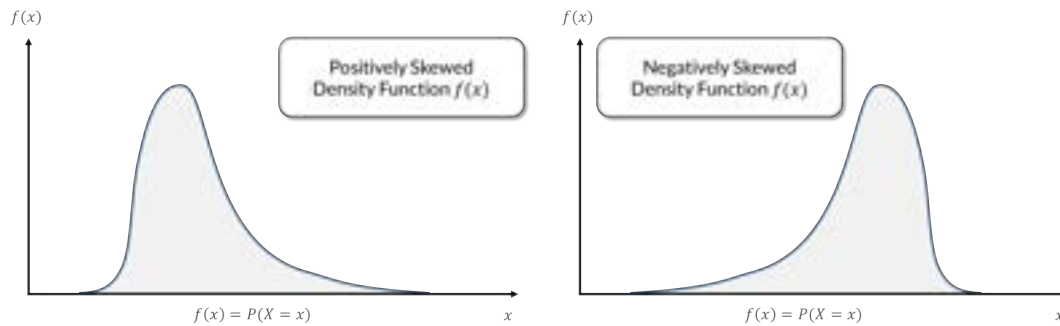 f(x)
Positively Skewed
Density Function f(x)
f(x) = P(X = x)
x
f(x)
Negatively Skewed
Density Function f(x)
f(x) = P(X = x)
x